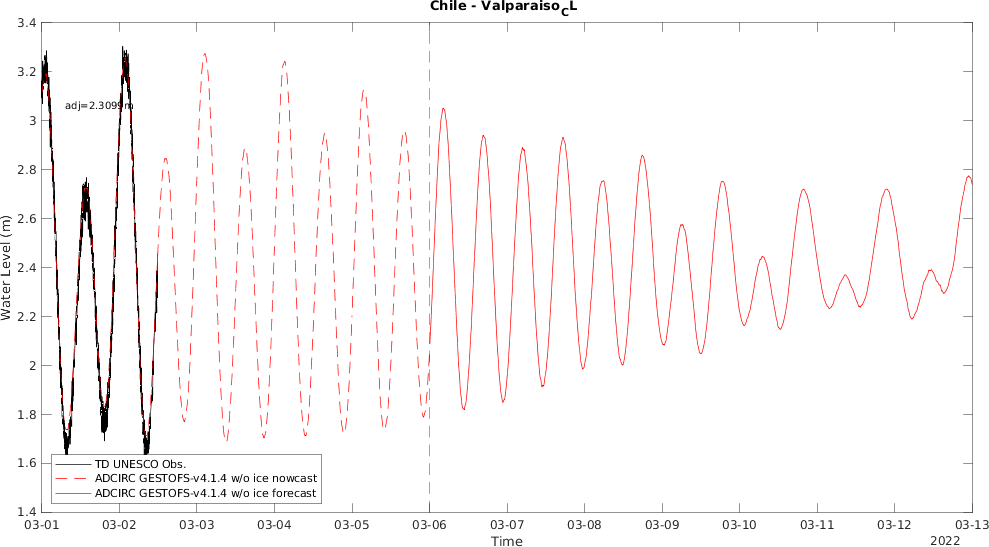 Chile - Valparaiso_CL
3.4
3.2
3
2.8
2.6
2.4
2.2
2
1.8
1.6
1.4
Water Level (m)
adj=2.3099m
TD UNESCO Obs.
ADCIRC GESTOFS-v4.1.4 w/o ice nowcast
ADCIRC GESTOFS-v4.1.4 w/o ice forecast
03-01 03-02 03-03 03-04 03-05 03-06 03-07 03-08 03-09 03-10 03-11 03-12 03-13
Time
2022